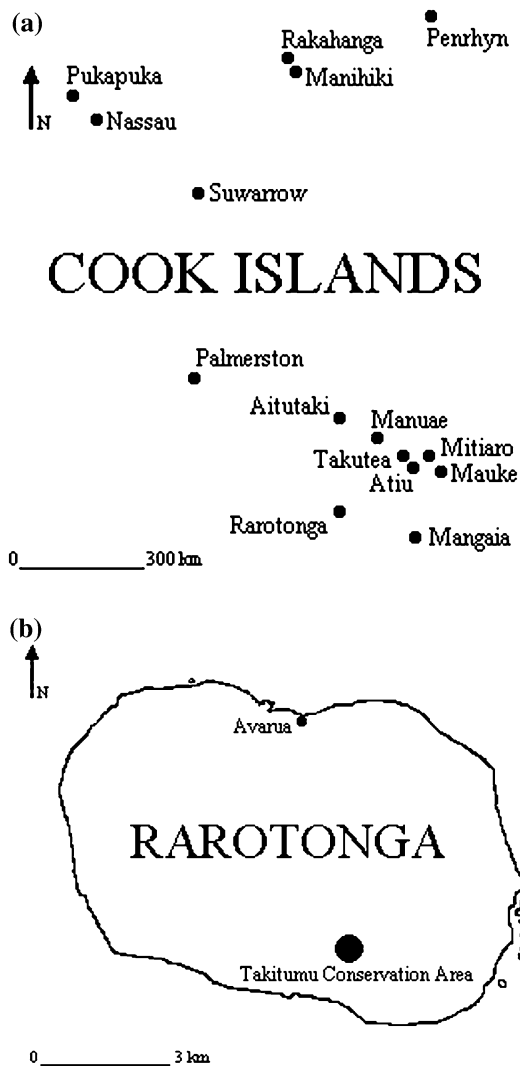 (a)
Penrhyn
Rakahanga
Manihiki
Pukapuka
N
Nassau
Suwarrow
COOK ISLANDS
Palmerston
Aitutaki
Manuae
Takutea
Mitiaro
Atiu
Mauke
Rarotonga
Mangaia
0 300 km
(b)
N
Avarua
RAROTONGA
Takitumu Conservation Area
0 3 km